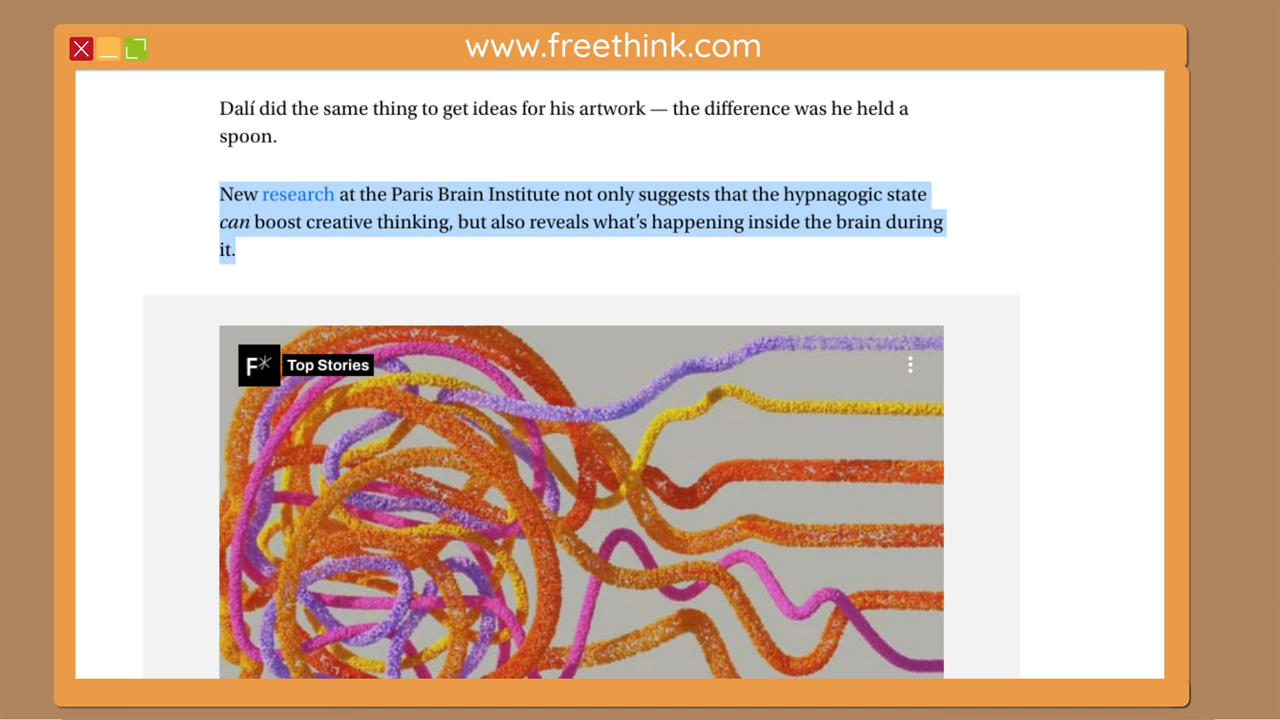 www.freethink.com
Dalí did the same thing to get ideas for his artwork — the difference was he held a
spoon.
New research at the Paris Brain Institute not only suggests that the hypnagogic state
can boost creative thinking, but also reveals what’s happening inside the brain during
it.
F* Top Stories